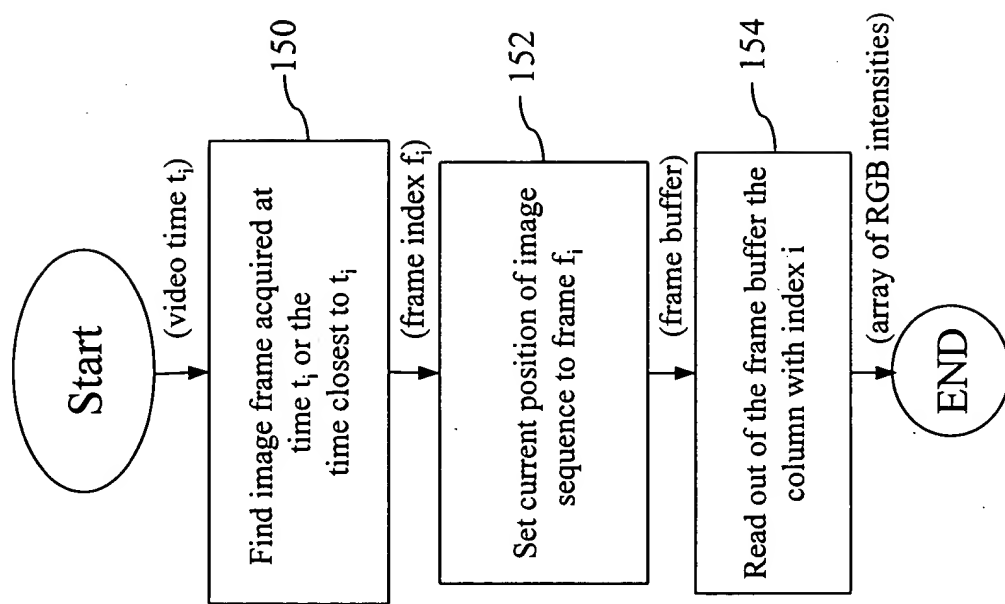 Start
(video time tᵢ)
Find image frame acquired at
time tᵢ or the
time closest to tᵢ
150
(frame index fᵢ)
Set current position of image
sequence to frame fᵢ
152
(frame buffer)
Read out of the frame buffer the
column with index i
154
(array of RGB intensities)
END